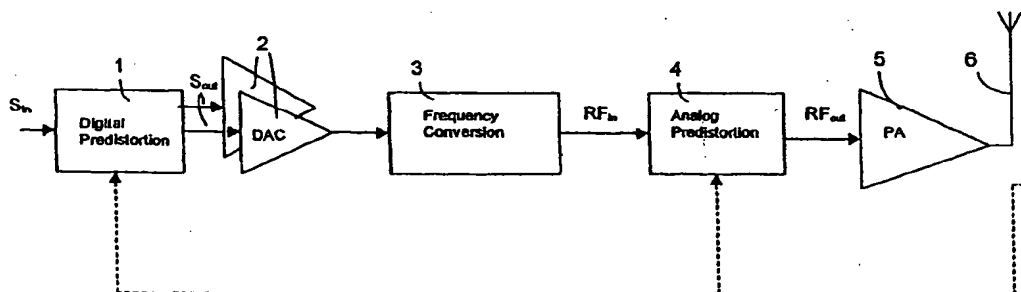 1
2
3
4
5
6
S_in
S_out
Digital
Predistortion
DAC
Frequency
Conversion
RF_in
Analog
Predistortion
RF_out
PA